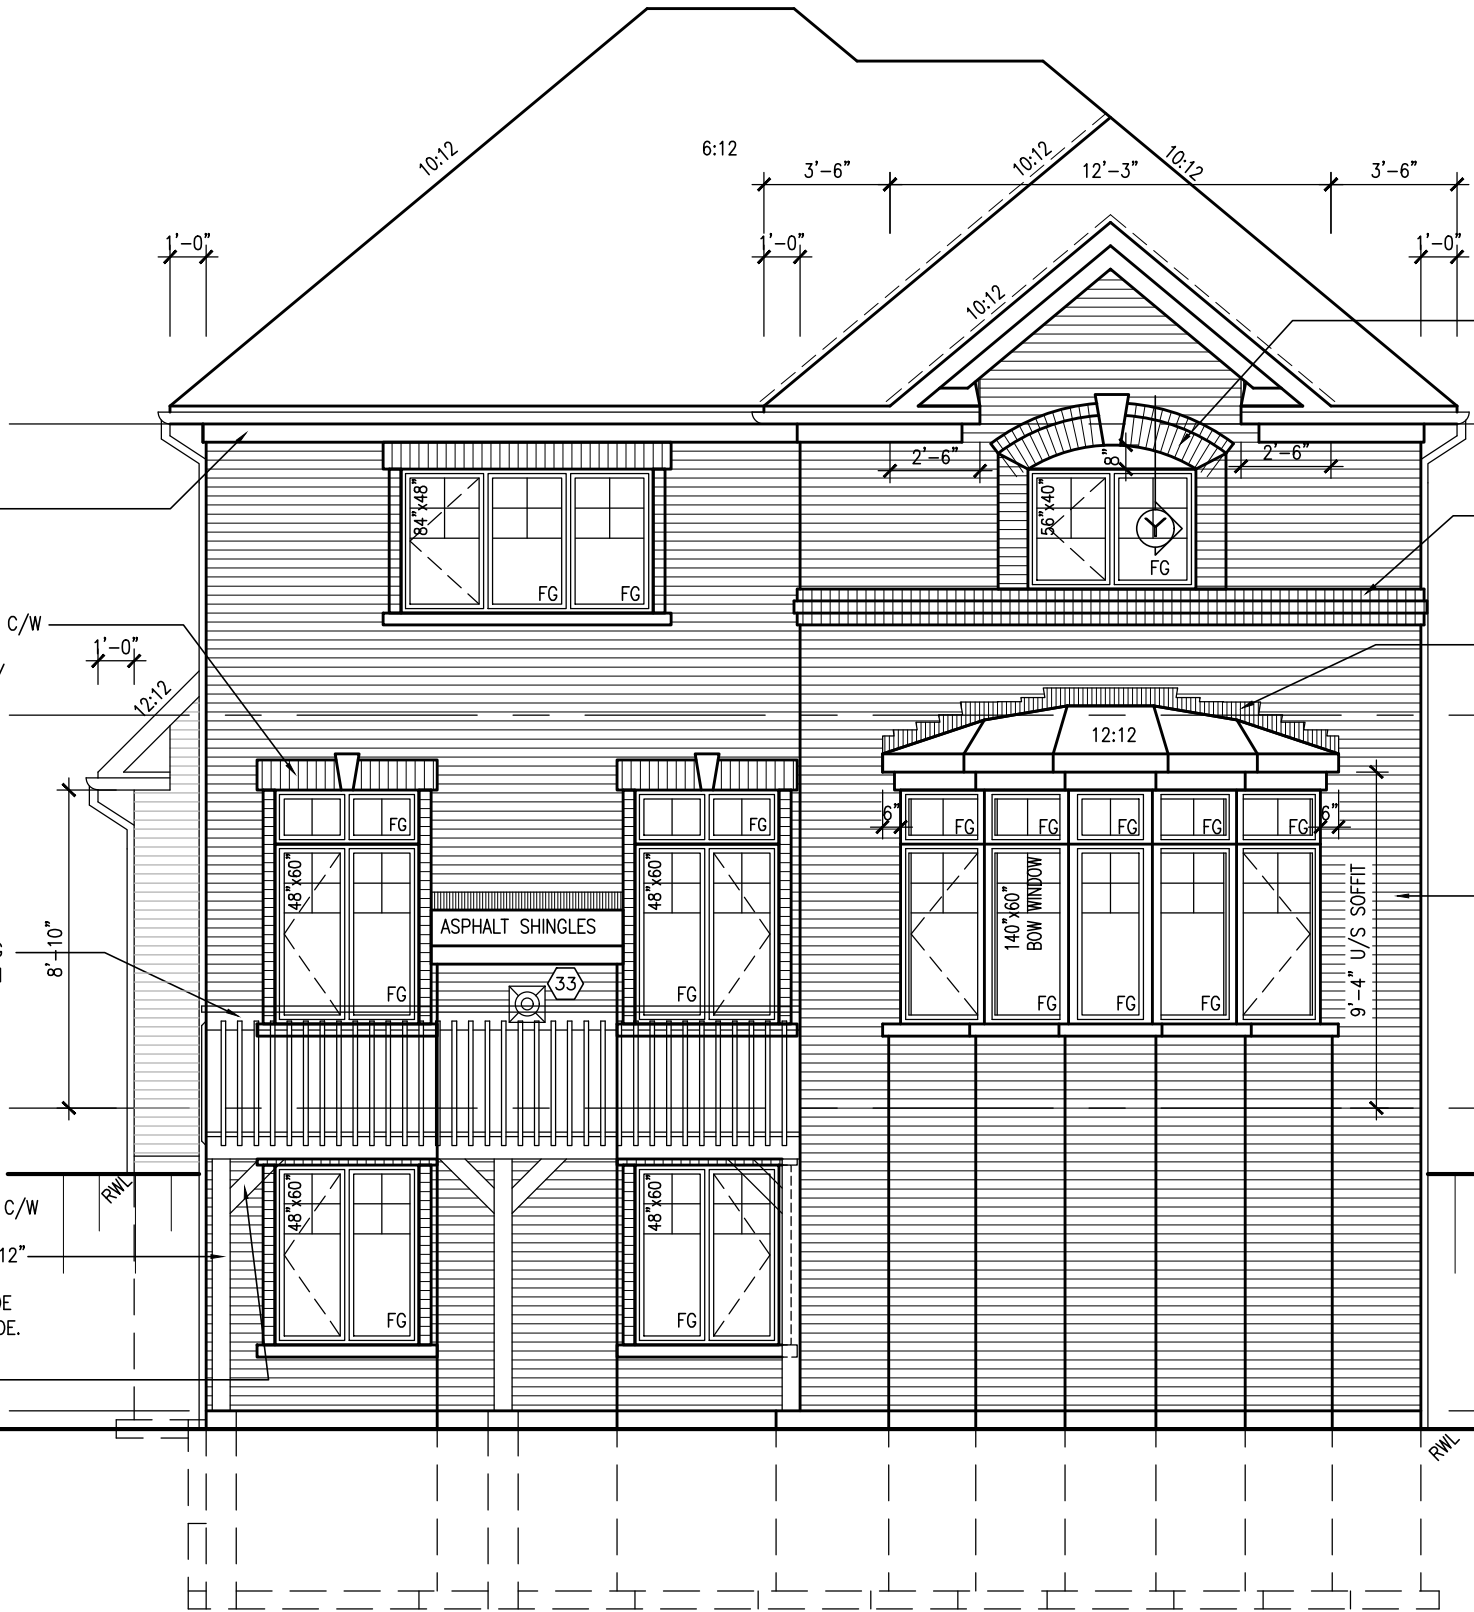 10:12
6:12
10:12
10:12
3'-6"
12'-3"
3'-6"
1'-0"
1'-0"
1'-0"
10:12
2'-6"
8"
2'-6"
84"x48"
56"x40"
Y
FG
FG
FG
C/W
1'-0"
12:12
12:12
6"
6"
FG
FG
FG
FG
FG
FG
FG
48"x60"
48"x60"
140"x60"
BOW WINDOW
9'-4" U/S SOFFIT
8'-10"
ASPHALT SHINGLES
33
FG
FG
FG
FG
FG
RWL
C/W
48"x60"
48"x60"
12"
DE
DE.
FG
FG
RWL